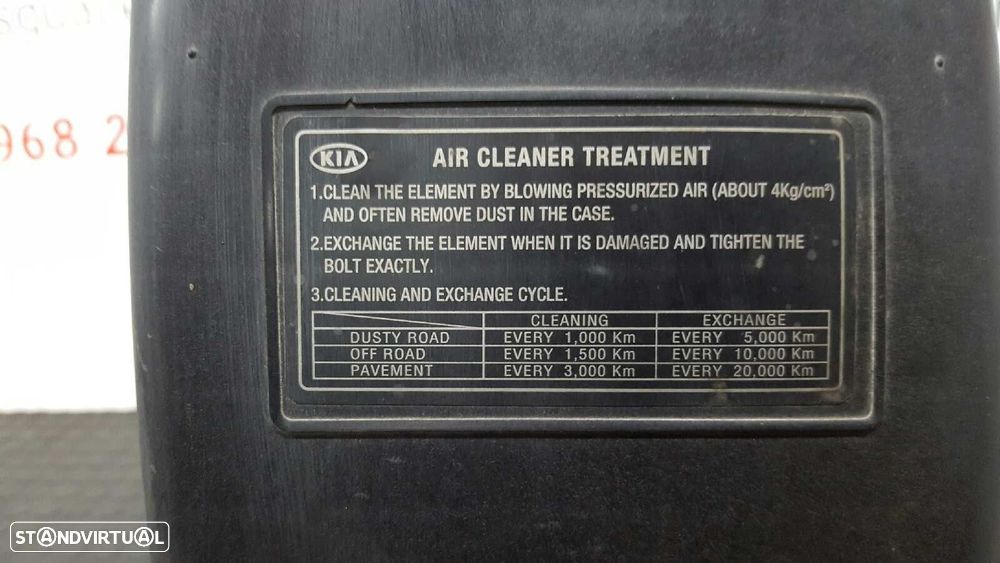 968 2
KIA AIR CLEANER TREATMENT
1.CLEAN THE ELEMENT BY BLOWING PRESSURIZED AIR (ABOUT 4Kg/cm²)
AND OFTEN REMOVE DUST IN THE CASE.
2.EXCHANGE THE ELEMENT WHEN IT IS DAMAGED AND TIGHTEN THE
BOLT EXACTLY.
3.CLEANING AND EXCHANGE CYCLE.
CLEANING EXCHANGE
DUSTY ROAD EVERY 1,000 Km EVERY 5,000 Km
OFF ROAD EVERY 1,500 Km EVERY 10,000 Km
PAVEMENT EVERY 3,000 Km EVERY 20,000 Km
STANDVIRTUAL